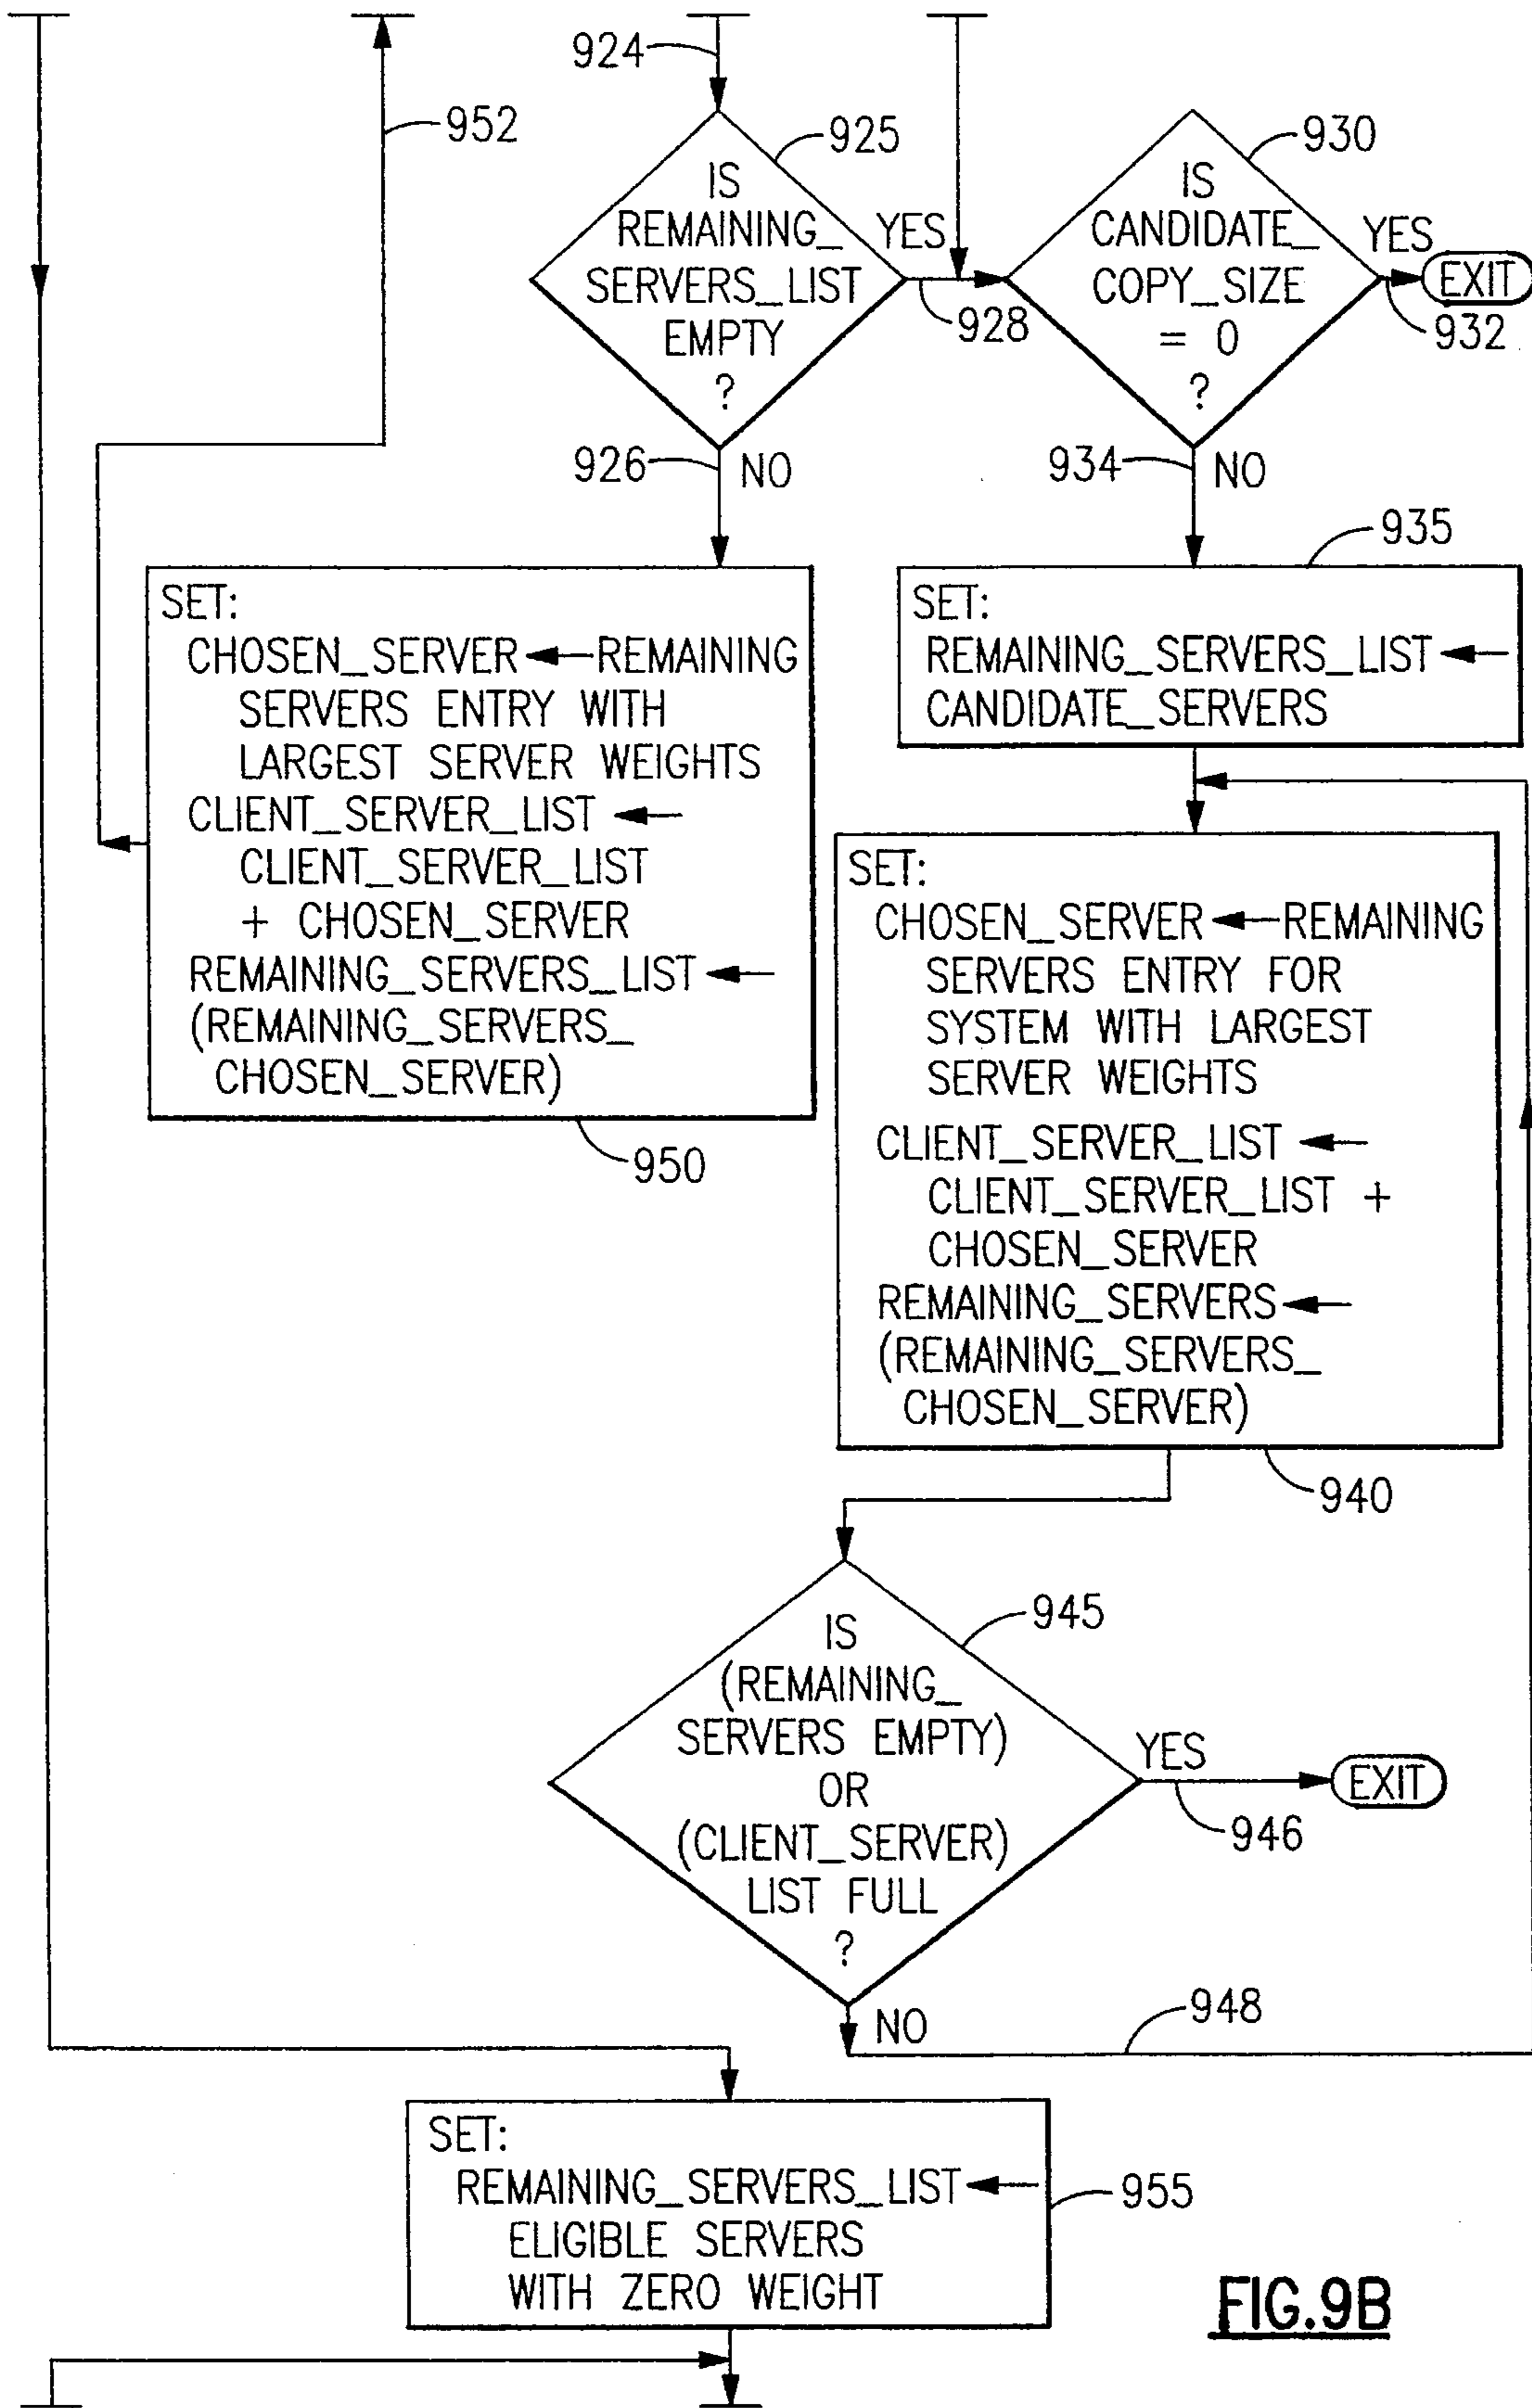 924
952
925
IS
REMAINING_
SERVERS_LIST
EMPTY
?
YES
928
930
IS
CANDIDATE_
COPY_SIZE
= 0
?
YES
EXIT
932
926
NO
934
NO
935
SET:
CHOSEN_SERVER ← REMAINING
SERVERS ENTRY WITH
LARGEST SERVER WEIGHTS
CLIENT_SERVER_LIST ←
CLIENT_SERVER_LIST
+ CHOSEN_SERVER
REMAINING_SERVERS_LIST ←
(REMAINING_SERVERS_
CHOSEN_SERVER)
950
SET:
REMAINING_SERVERS_LIST ←
CANDIDATE_SERVERS
SET:
CHOSEN_SERVER ← REMAINING
SERVERS ENTRY FOR
SYSTEM WITH LARGEST
SERVER WEIGHTS
CLIENT_SERVER_LIST ←
CLIENT_SERVER_LIST +
CHOSEN_SERVER
REMAINING_SERVERS ←
(REMAINING_SERVERS_
CHOSEN_SERVER)
940
945
IS
(REMAINING_
SERVERS EMPTY)
OR
(CLIENT_SERVER)
LIST FULL
?
YES
EXIT
946
NO
948
SET:
REMAINING_SERVERS_LIST ←
ELIGIBLE SERVERS
WITH ZERO WEIGHT
955
FIG.9B